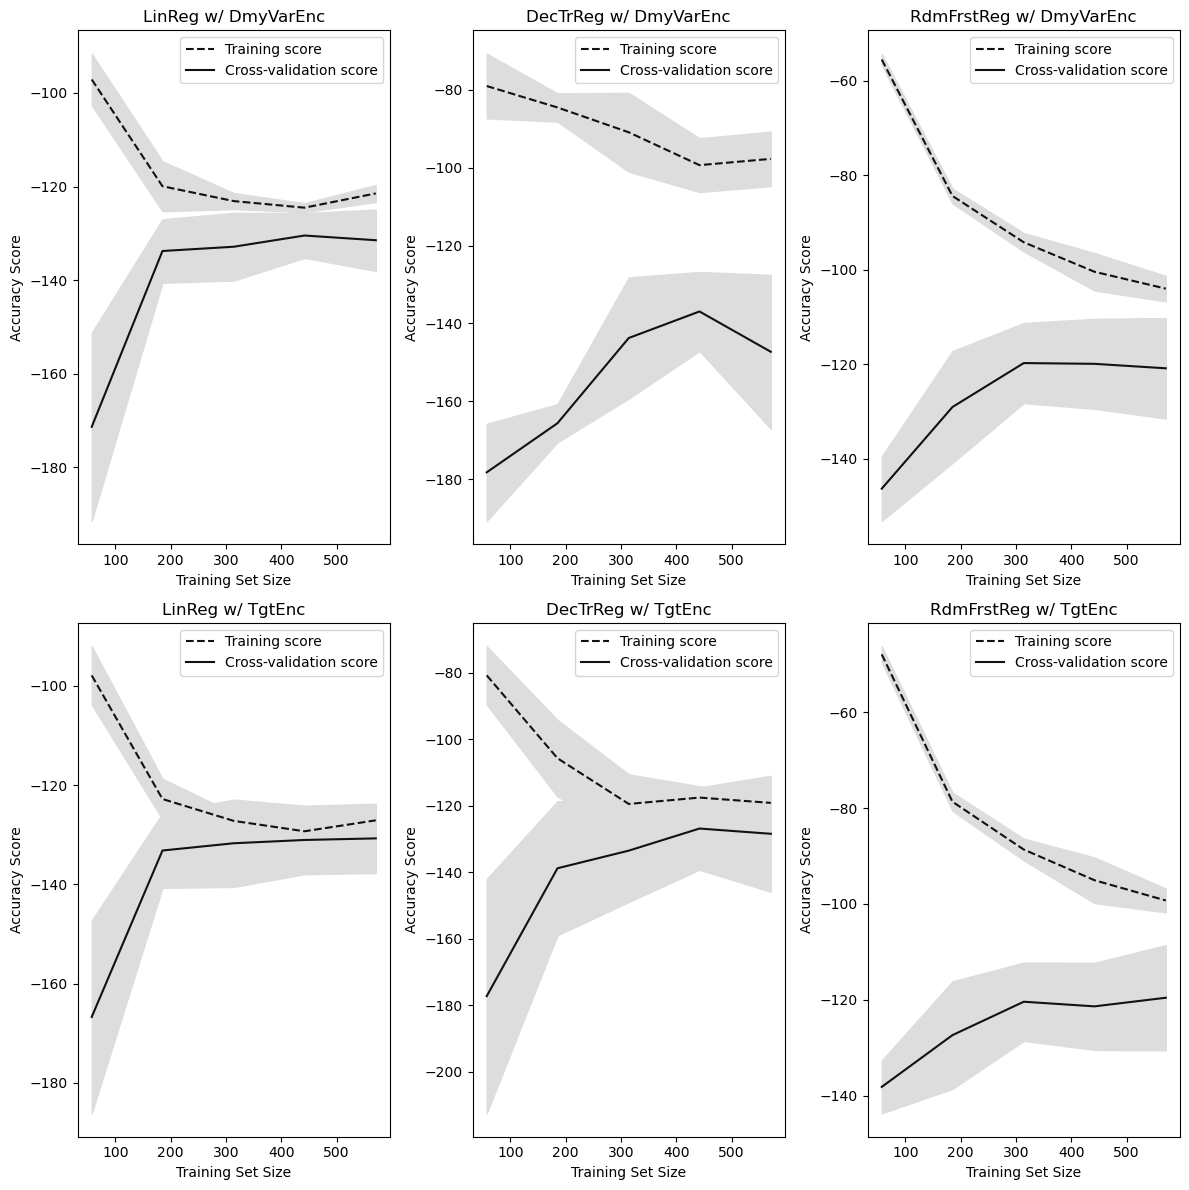 LinReg w/ DmyVarEnc
Training score
Cross-validation score
Accuracy Score
−100
−120
−140
−160
−180
100 200 300 400 500
Training Set Size
DecTrReg w/ DmyVarEnc
Training score
Cross-validation score
Accuracy Score
−80
−100
−120
−140
−160
−180
100 200 300 400 500
Training Set Size
RdmFrstReg w/ DmyVarEnc
Training score
Cross-validation score
Accuracy Score
−60
−80
−100
−120
−140
100 200 300 400 500
Training Set Size
LinReg w/ TgtEnc
Training score
Cross-validation score
Accuracy Score
−100
−120
−140
−160
−180
100 200 300 400 500
Training Set Size
DecTrReg w/ TgtEnc
Training score
Cross-validation score
Accuracy Score
−80
−100
−120
−140
−160
−180
−200
100 200 300 400 500
Training Set Size
RdmFrstReg w/ TgtEnc
Training score
Cross-validation score
Accuracy Score
−60
−80
−100
−120
−140
100 200 300 400 500
Training Set Size